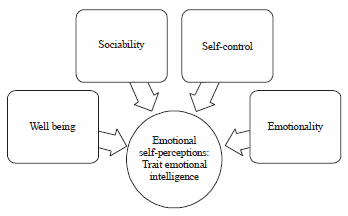 Sociability
Self-control
Well being
Emotionality
Emotional
self-perceptions:
Trait emotional
intelligence